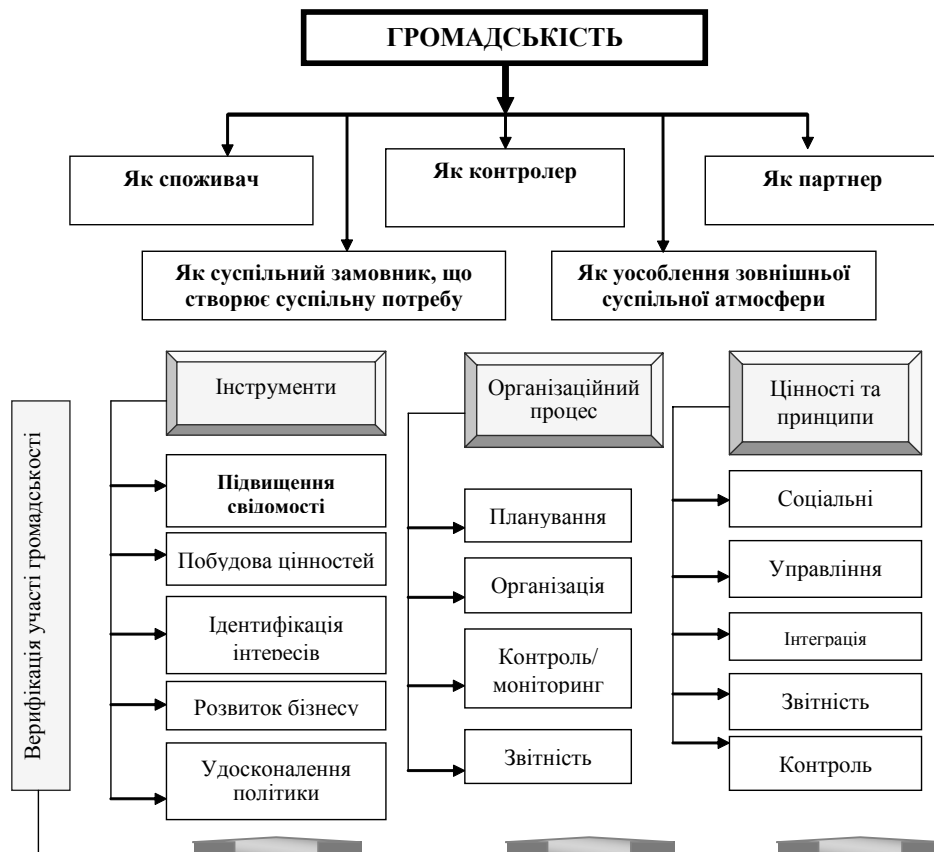 ГРОМАДСЬКІСТЬ
Як споживач
Як контролер
Як партнер
Як суспільний замовник, що
створює суспільну потребу
Як уособлення зовнішньої
суспільної атмосфери
Верифікація участі громадськості
Інструменти
Підвищення
свідомості
Побудова цінностей
Ідентифікація
інтересів
Розвиток бізнесу
Удосконалення
політики
Організаційний
процес
Планування
Організація
Контроль/
моніторинг
Звітність
Цінності та
принципи
Соціальні
Управління
Інтеграція
Звітність
Контроль